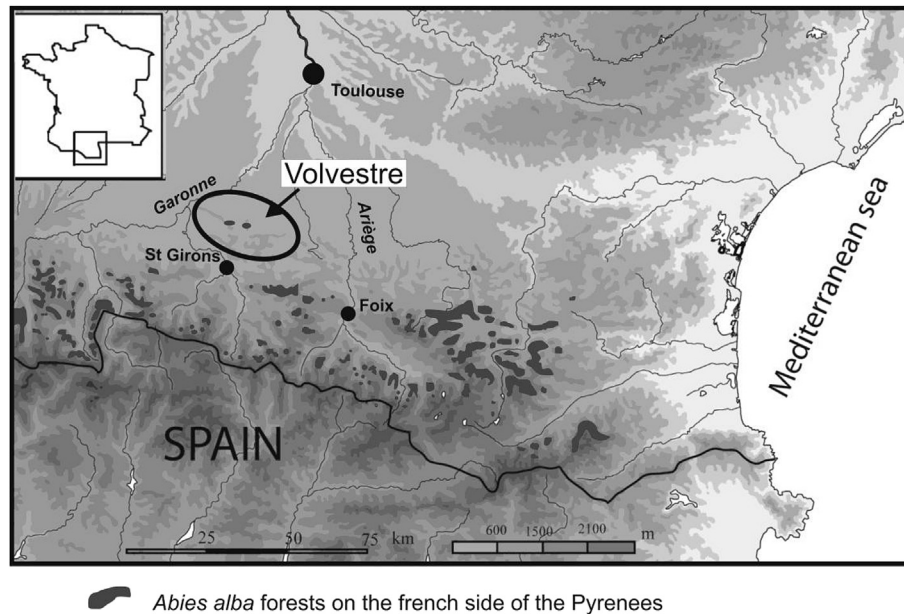 Toulouse
Volvestre
Garonne
Ariège
St Girons
Foix
Mediterranean sea
SPAIN
25 50 75 km
600 1500 2100 m
Abies alba forests on the french side of the Pyrenees